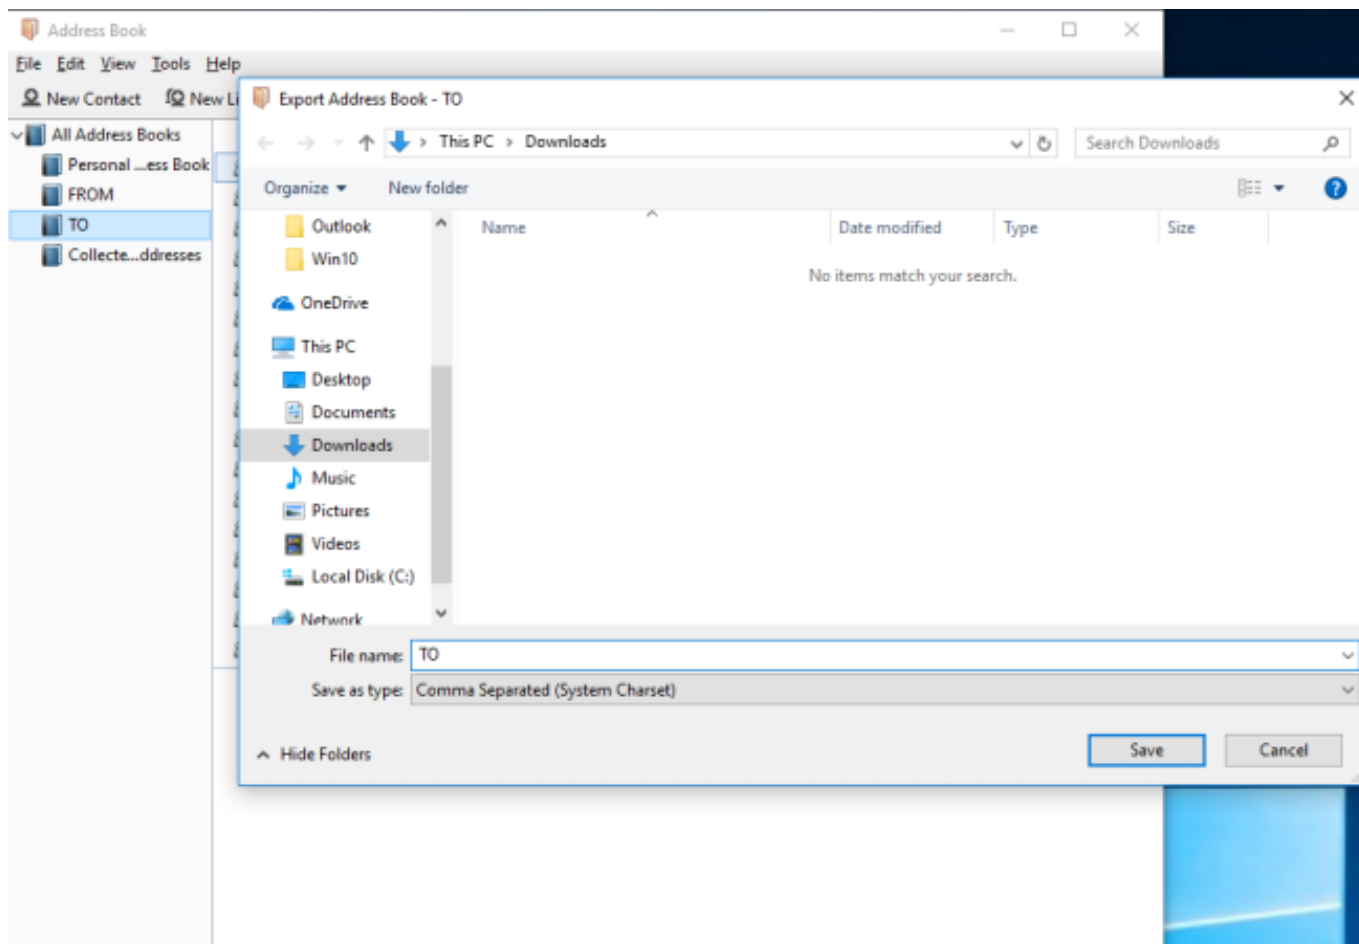 Address Book
File Edit View Tools Help
New Contact New Li
Export Address Book - TO
All Address Books
Personal ...ess Book
FROM
TO
Collecte...ddresses
This PC > Downloads
Search Downloads
Organize New folder
Name Date modified Type Size
No items match your search.
Outlook
Win10
OneDrive
This PC
Desktop
Documents
Downloads
Music
Pictures
Videos
Local Disk (C:)
Network
File name: TO
Save as type: Comma Separated (System Charset)
Hide Folders Save Cancel